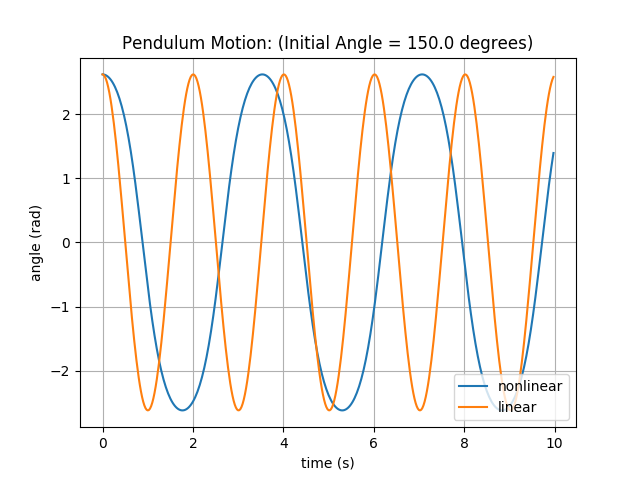 Pendulum Motion: (Initial Angle = 150.0 degrees)
angle (rad)
2
1
0
−1
−2
0 2 4 6 8 10
time (s)
nonlinear
linear